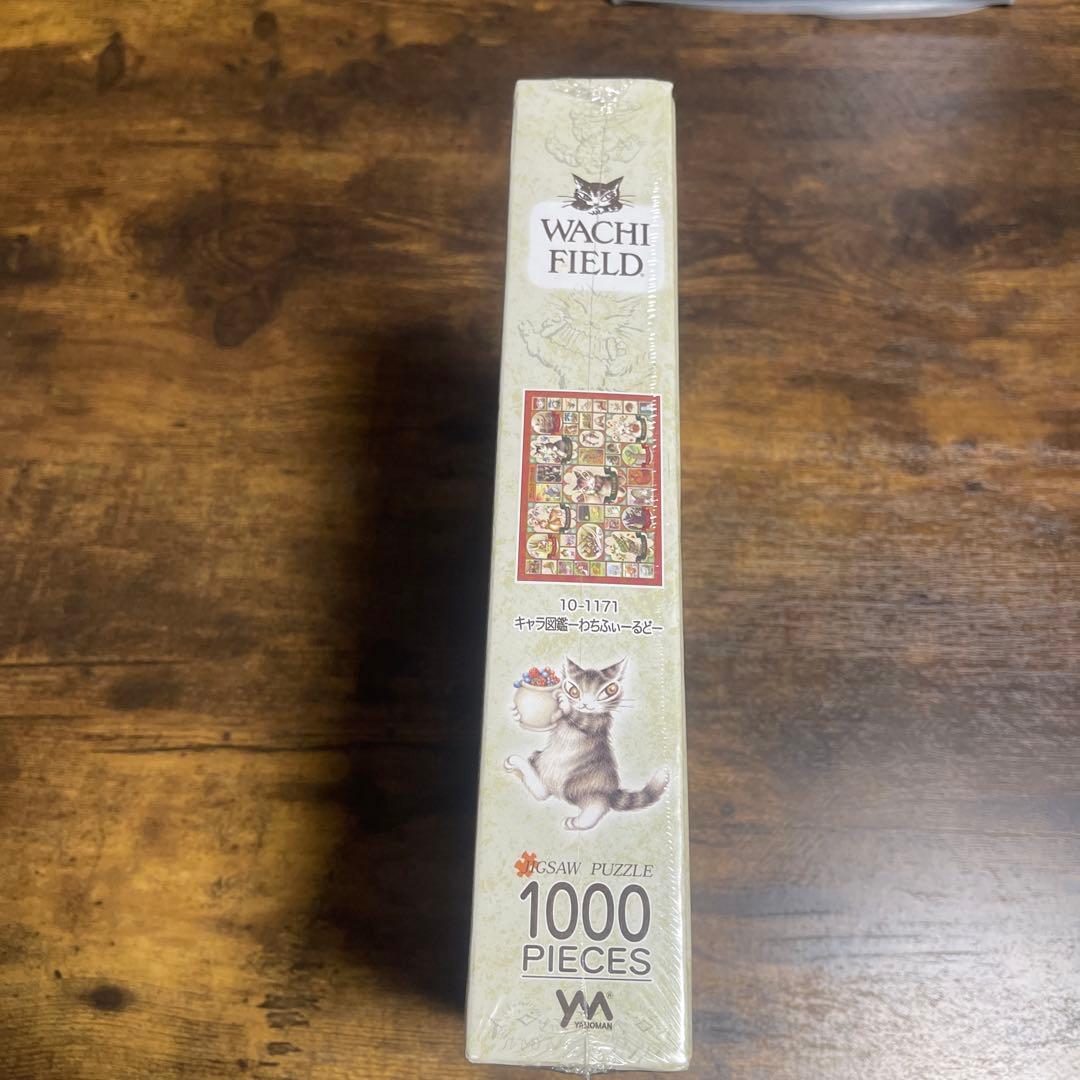 WACHI
FIELD
10-1171
キャラ図鑑ーわちふぃーるどー
JIGSAW PUZZLE
1000
PIECES
YM®
YANOMAN